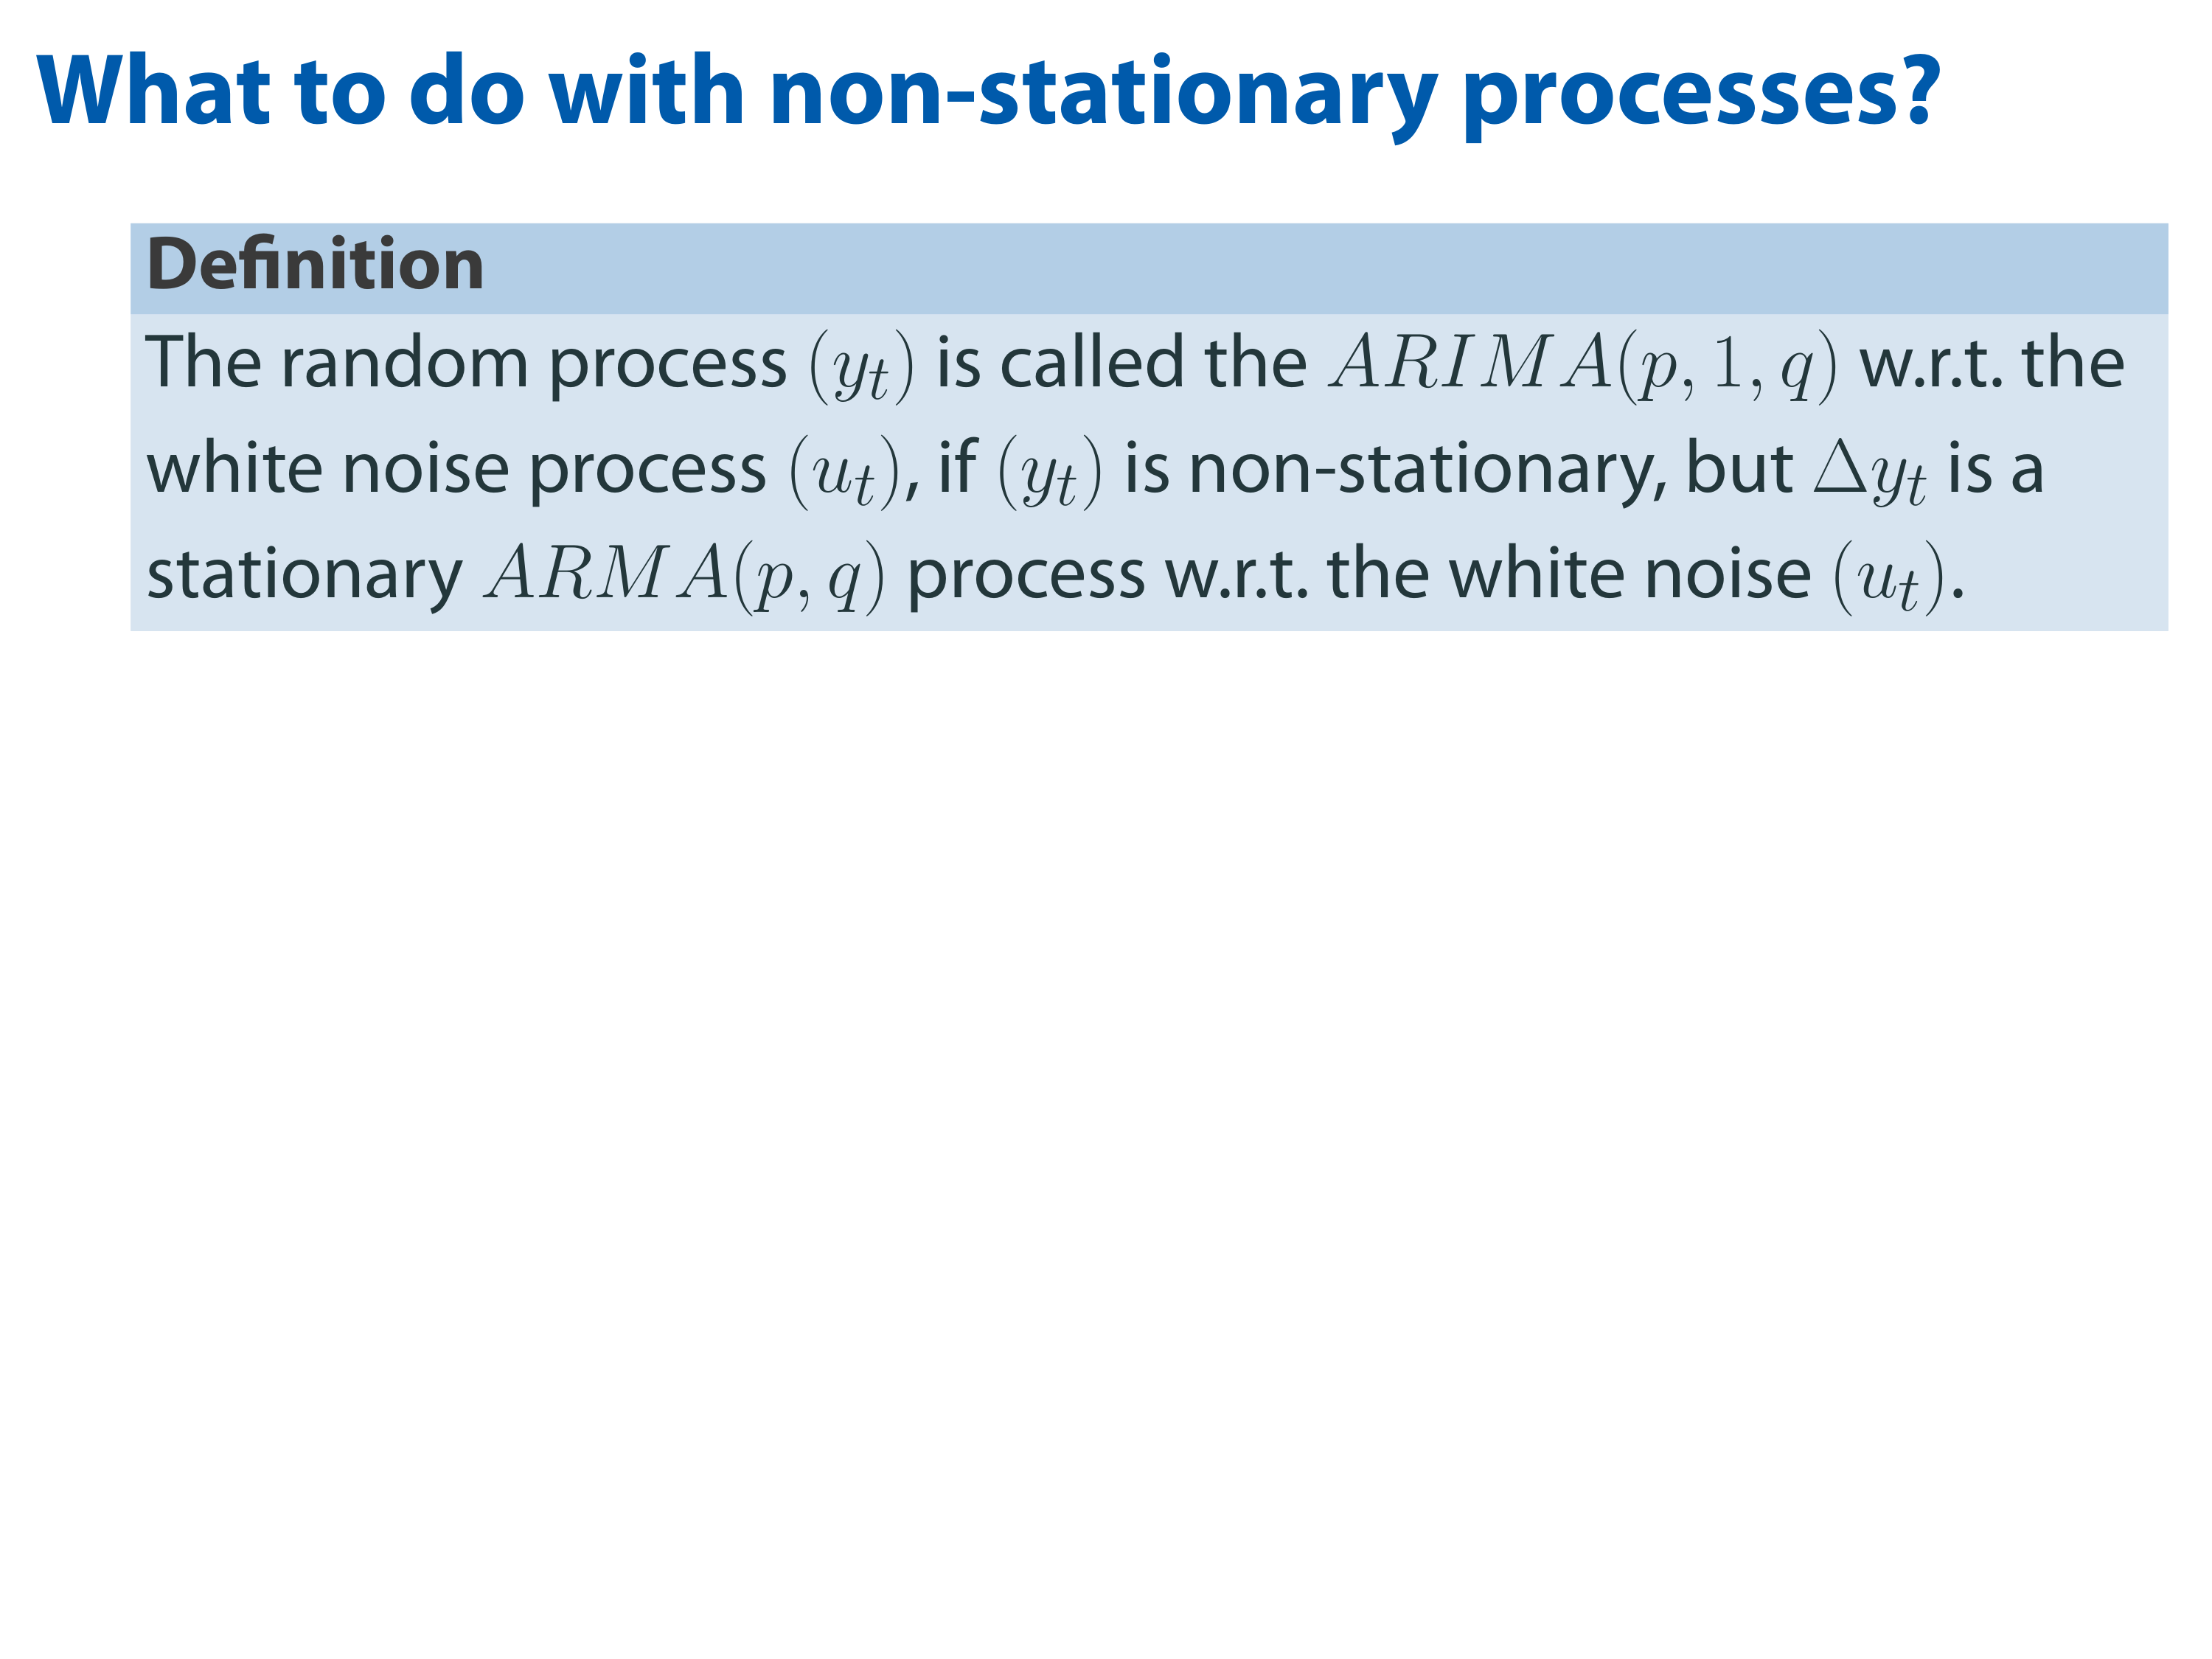 What to do with non-stationary processes?
Definition
The random process (y_t) is called the ARIMA(p, 1, q) w.r.t. the
white noise process (u_t), if (y_t) is non-stationary, but Δy_t is a
stationary ARMA(p, q) process w.r.t. the white noise (u_t).